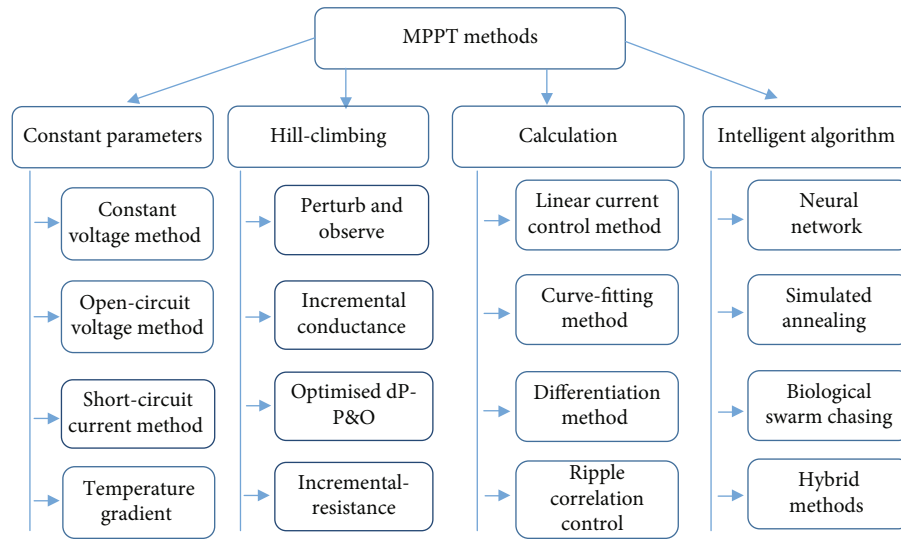 MPPT methods
Constant parameters
Hill-climbing
Calculation
Intelligent algorithm
Constant
voltage method
Open-circuit
voltage method
Short-circuit
current method
Temperature
gradient
Perturb and
observe
Incremental
conductance
Optimised dP-
P&O
Incremental-
resistance
Linear current
control method
Curve-fitting
method
Differentiation
method
Ripple
correlation
control
Neural
network
Simulated
annealing
Biological
swarm chasing
Hybrid
methods